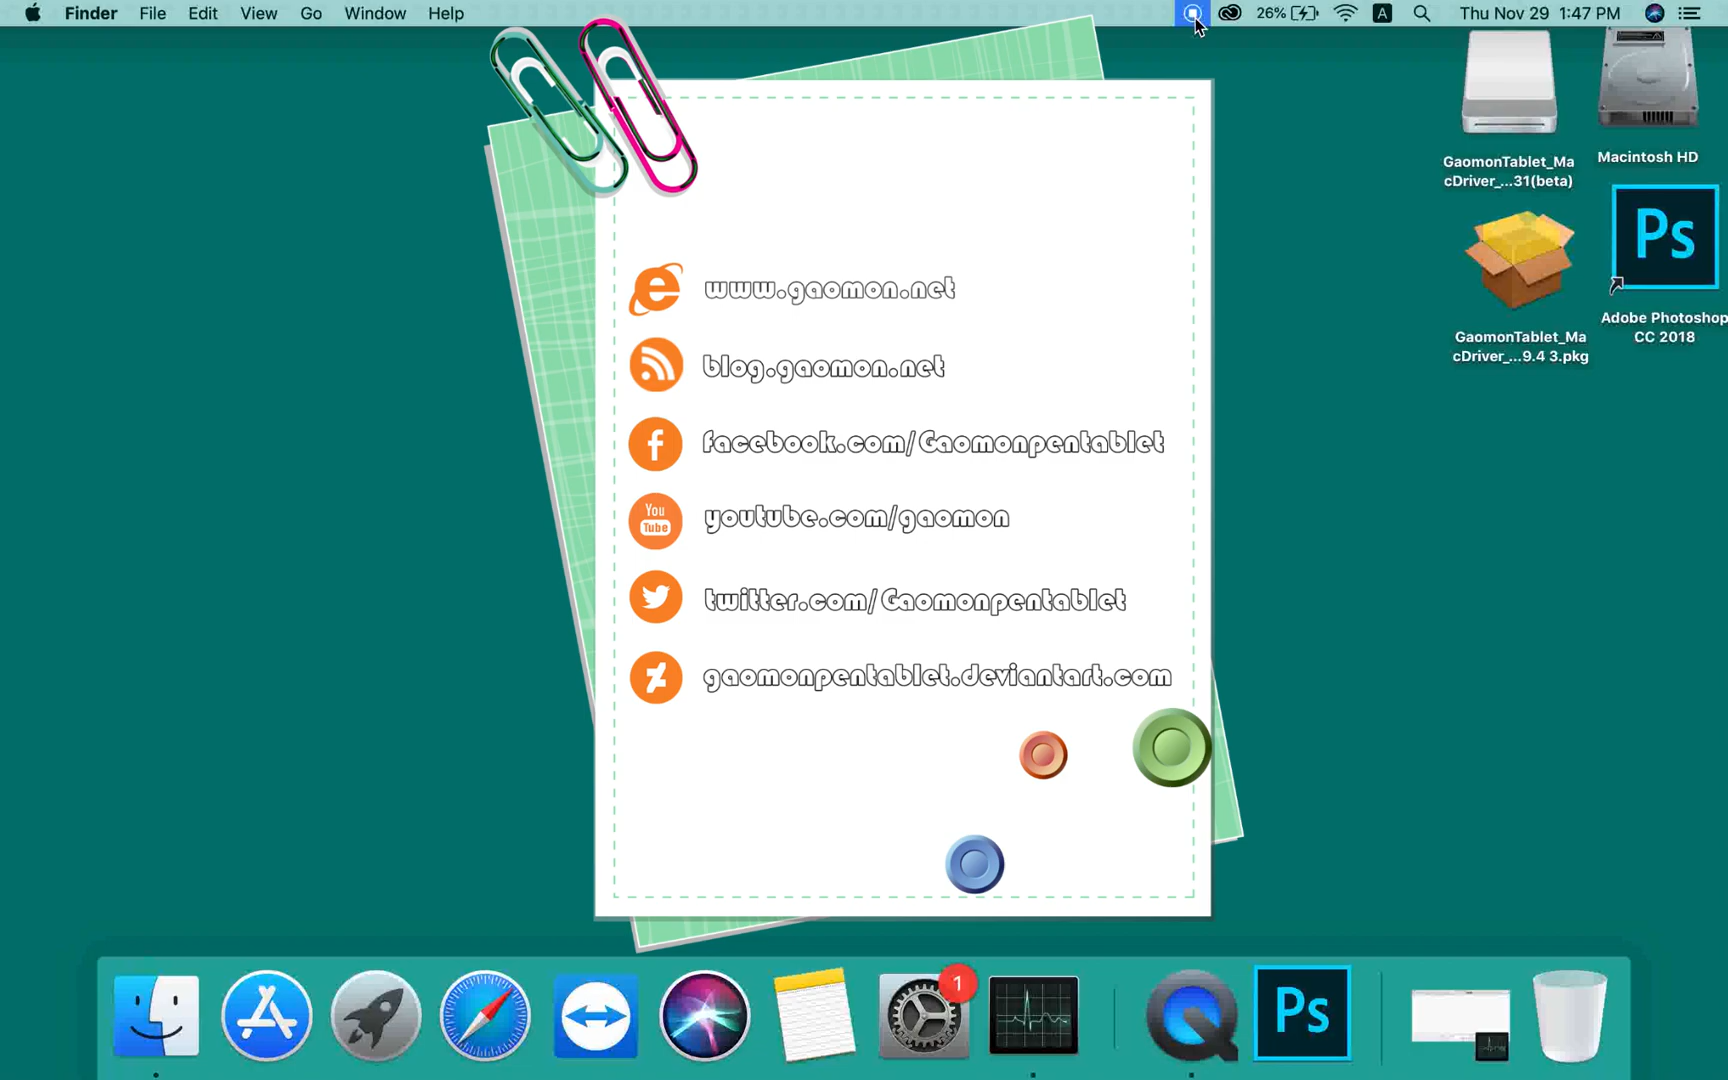 Finder File Edit View Go Window Help 26% A Thu Nov 29 1:47 PM
GaomonTablet_Ma
cDriver_...31(beta)
Macintosh HD
Ps
GaomonTablet_Ma
cDriver_...9.4 3.pkg
Adobe Photoshop
CC 2018
www.gaomon.net
blog.gaomon.net
facebook.com/Gaomonpentablet
You
Tube
youtube.com/gaomon
twitter.com/Gaomonpentablet
gaomonpentablet.deviantart.com
1
Ps